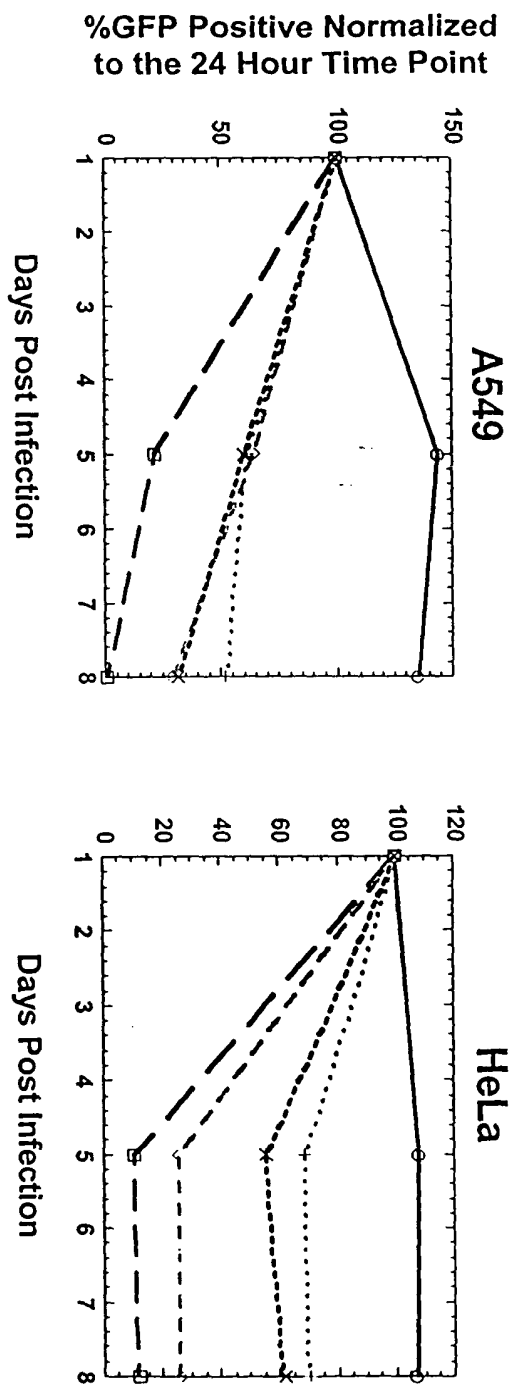 %GFP Positive Normalized
to the 24 Hour Time Point
A549
150
100
50
0
1 2 3 4 5 6 7 8
Days Post Infection
HeLa
120
100
80
60
40
20
0
1 2 3 4 5 6 7 8
Days Post Infection